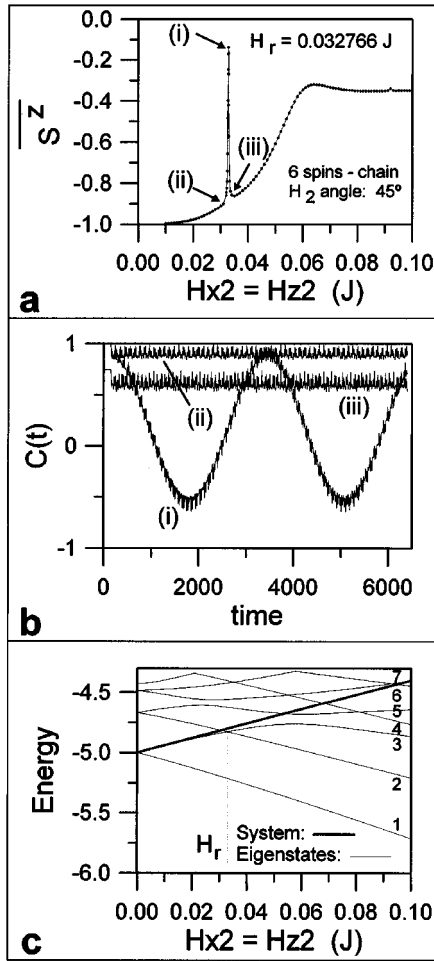 0.0
-0.2
-0.4
-0.6
-0.8
-1.0
S z
(i)
H r = 0.032766 J
(ii)
(iii)
6 spins - chain
H 2 angle: 45º
0.00 0.02 0.04 0.06 0.08 0.10
Hx2 = Hz2 (J)
a
1
0
-1
C(t)
(ii)
(iii)
(i)
0 2000 4000 6000
time
b
-4.5
-5.0
-5.5
-6.0
Energy
7
6
5
4
3
2
1
H r
System:
Eigenstates:
0.00 0.02 0.04 0.06 0.08 0.10
Hx2 = Hz2 (J)
c